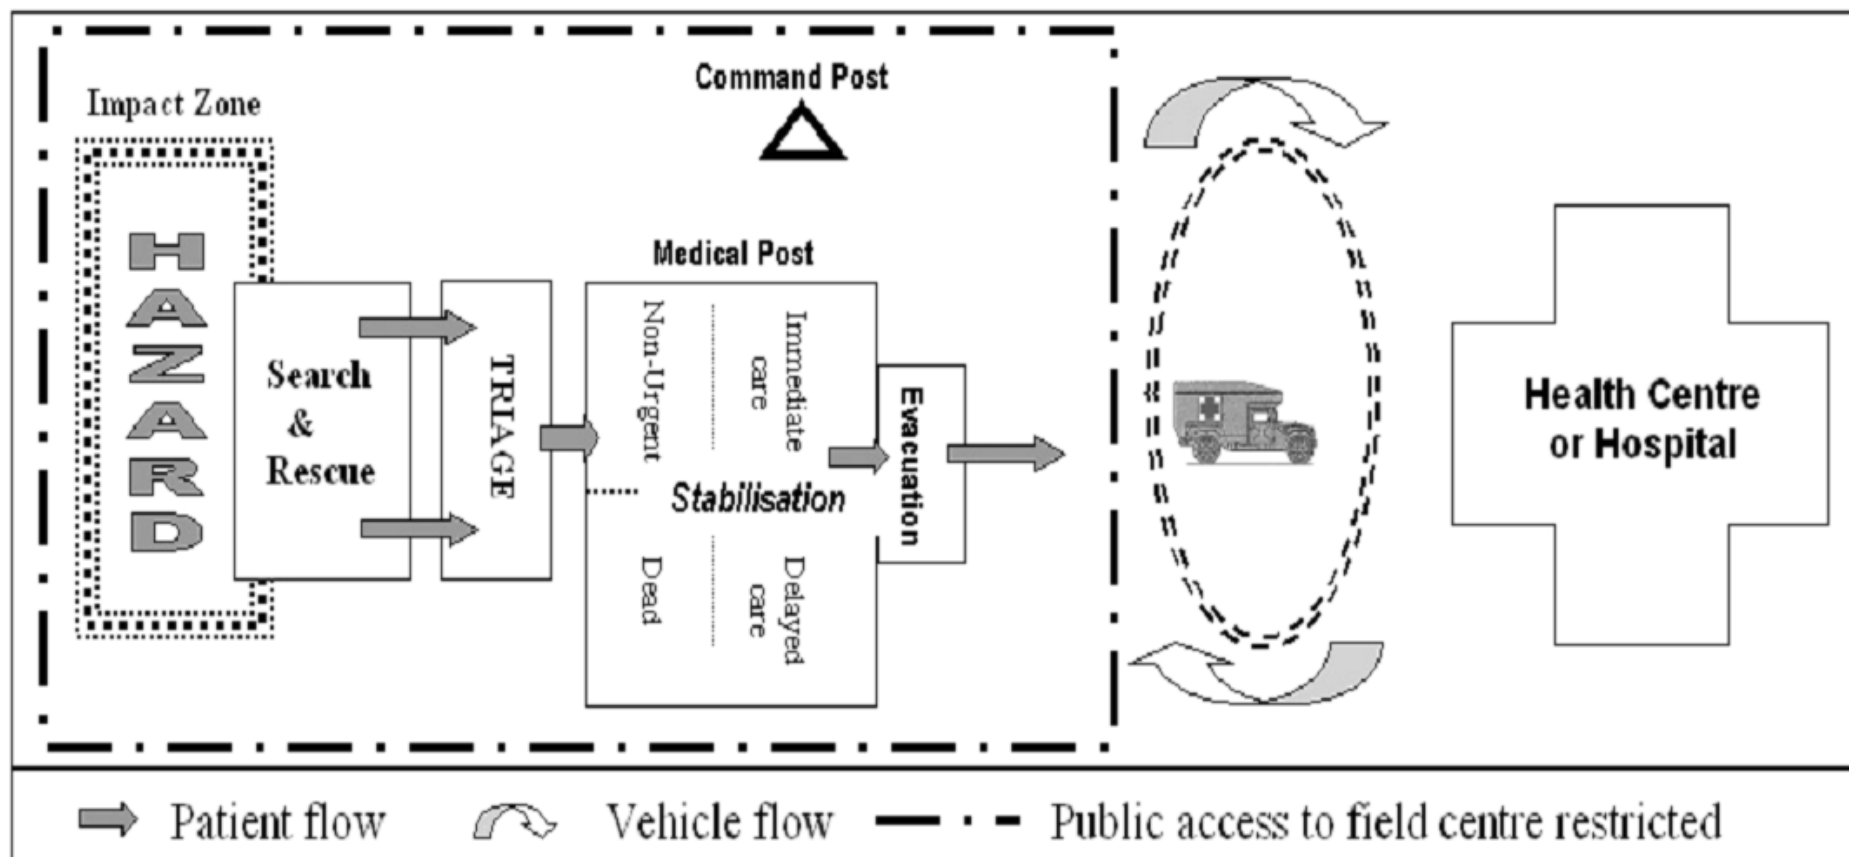 Command Post
Impact Zone
HAZARD
Medical Post
Search
&
Rescue
TRIAGE
Non-Urgent
Immediate
care
Stabilisation
Dead
Delayed
care
Evacuation
Health Centre
or Hospital
Patient flow
Vehicle flow
Public access to field centre restricted